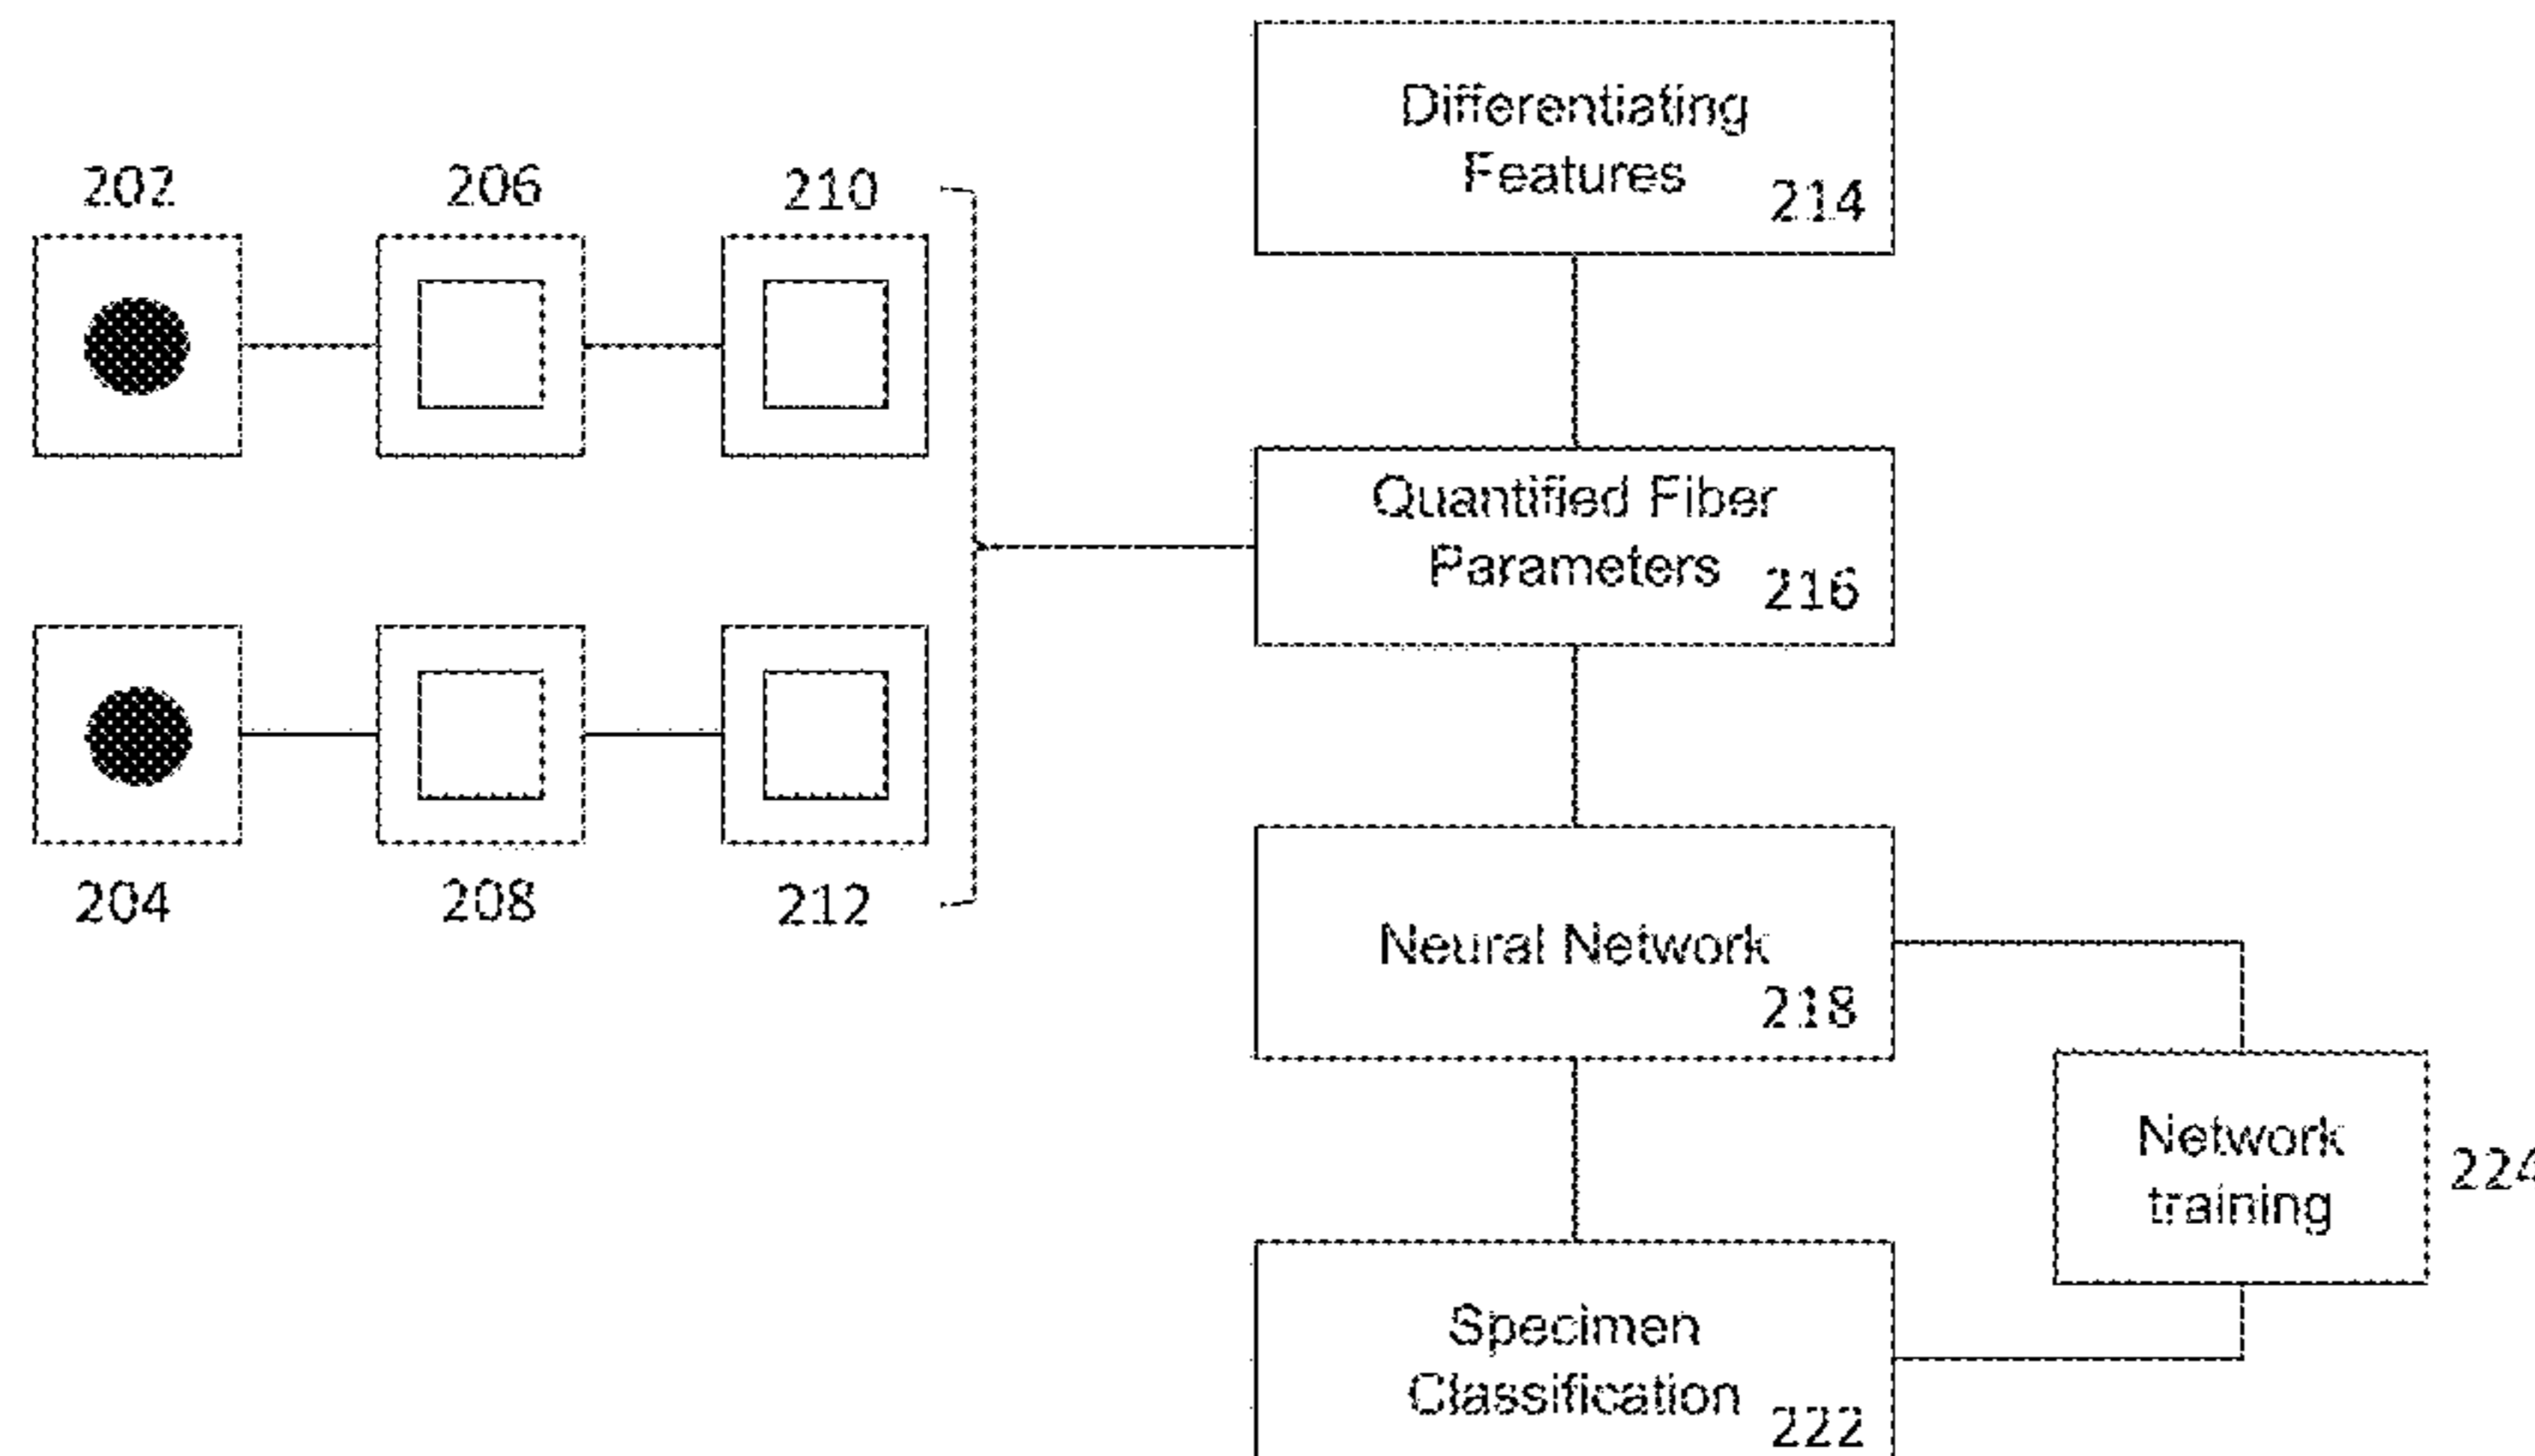 202
206
210
204
208
212
Differentiating
Features
214
Quantified Fiber
Parameters
216
Neural Network
218
Network
training
224
Specimen
Classification
222